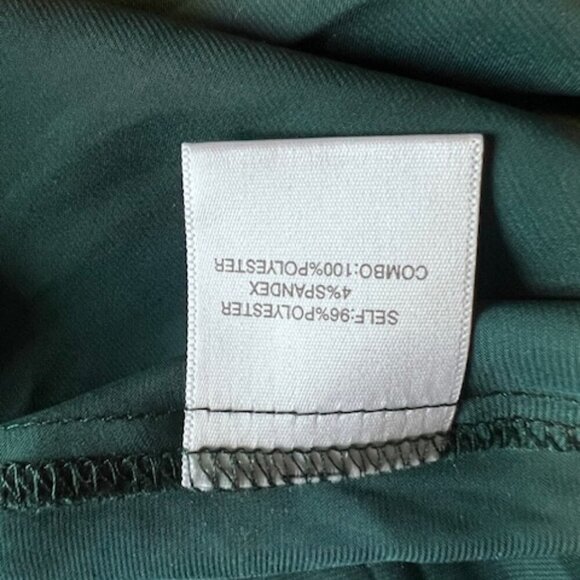 SELF:96%POLYESTER
4%SPANDEX
COMBO:100%POLYESTER